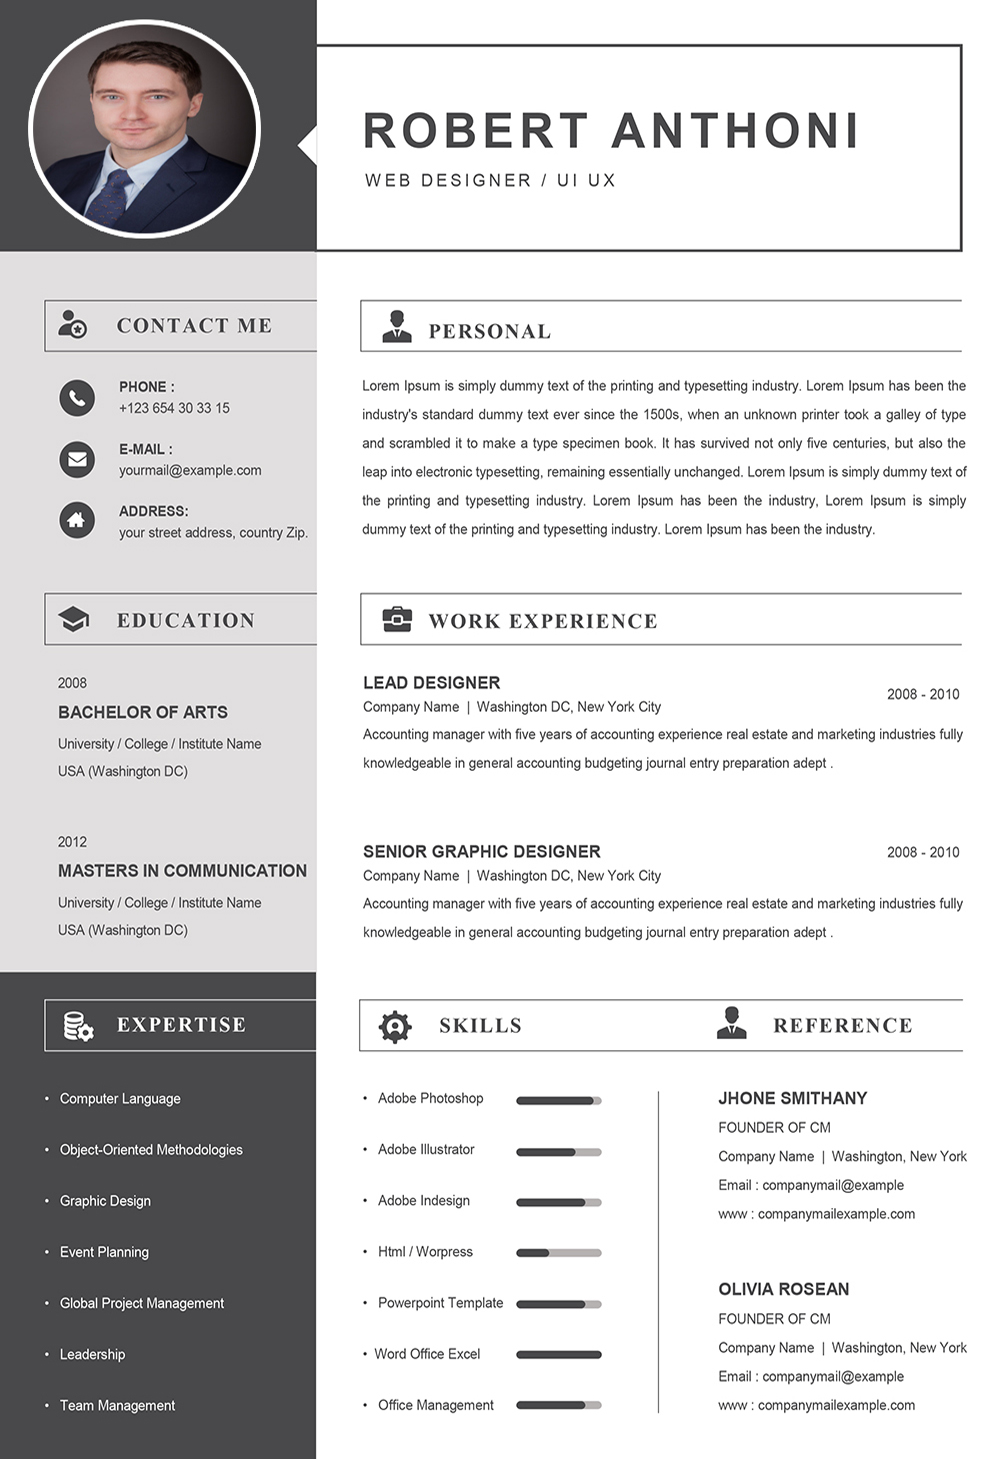 ROBERT ANTHONI
WEB DESIGNER / UI UX
CONTACT ME
PHONE :
+123 654 30 33 15
E-MAIL :
yourmail@example.com
ADDRESS:
your street address, country Zip.
EDUCATION
2008
BACHELOR OF ARTS
University / College / Institute Name
USA (Washington DC)
2012
MASTERS IN COMMUNICATION
University / College / Institute Name
USA (Washington DC)
EXPERTISE
• Computer Language
• Object-Oriented Methodologies
• Graphic Design
• Event Planning
• Global Project Management
• Leadership
• Team Management
PERSONAL
Lorem Ipsum is simply dummy text of the printing and typesetting industry. Lorem Ipsum has been the
industry's standard dummy text ever since the 1500s, when an unknown printer took a galley of type
and scrambled it to make a type specimen book. It has survived not only five centuries, but also the
leap into electronic typesetting, remaining essentially unchanged. Lorem Ipsum is simply dummy text of
the printing and typesetting industry. Lorem Ipsum has been the industry, Lorem Ipsum is simply
dummy text of the printing and typesetting industry. Lorem Ipsum has been the industry.
WORK EXPERIENCE
LEAD DESIGNER
2008 - 2010
Company Name | Washington DC, New York City
Accounting manager with five years of accounting experience real estate and marketing industries fully
knowledgeable in general accounting budgeting journal entry preparation adept .
SENIOR GRAPHIC DESIGNER
2008 - 2010
Company Name | Washington DC, New York City
Accounting manager with five years of accounting experience real estate and marketing industries fully
knowledgeable in general accounting budgeting journal entry preparation adept .
SKILLS
• Adobe Photoshop
• Adobe Illustrator
• Adobe Indesign
• Html / Worpress
• Powerpoint Template
• Word Office Excel
• Office Management
REFERENCE
JHONE SMITHANY
FOUNDER OF CM
Company Name | Washington, New York
Email : companymail@example
www : companymailexample.com
OLIVIA ROSEAN
FOUNDER OF CM
Company Name | Washington, New York
Email : companymail@example
www : companymailexample.com